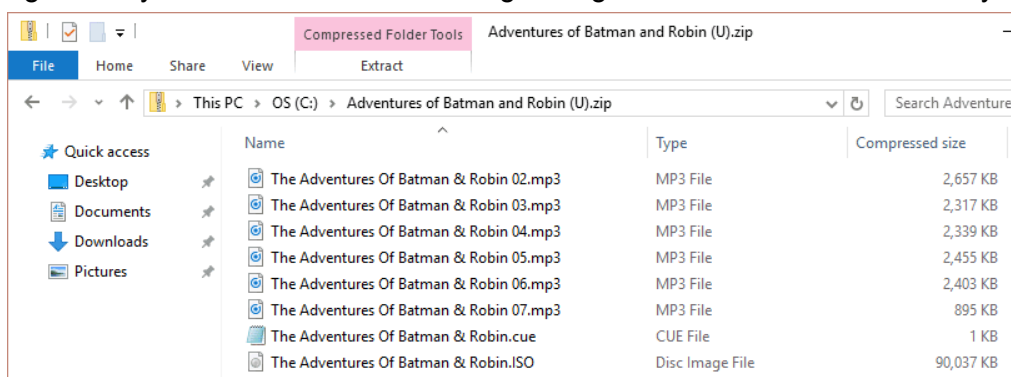 Compressed Folder Tools Adventures of Batman and Robin (U).zip
File Home Share View Extract
This PC > OS (C:) > Adventures of Batman and Robin (U).zip Search Adventure
Name Type Compressed size
Quick access
Desktop
Documents
Downloads
Pictures
The Adventures Of Batman & Robin 02.mp3 MP3 File 2,657 KB
The Adventures Of Batman & Robin 03.mp3 MP3 File 2,317 KB
The Adventures Of Batman & Robin 04.mp3 MP3 File 2,339 KB
The Adventures Of Batman & Robin 05.mp3 MP3 File 2,455 KB
The Adventures Of Batman & Robin 06.mp3 MP3 File 2,403 KB
The Adventures Of Batman & Robin 07.mp3 MP3 File 895 KB
The Adventures Of Batman & Robin.cue CUE File 1 KB
The Adventures Of Batman & Robin.ISO Disc Image File 90,037 KB